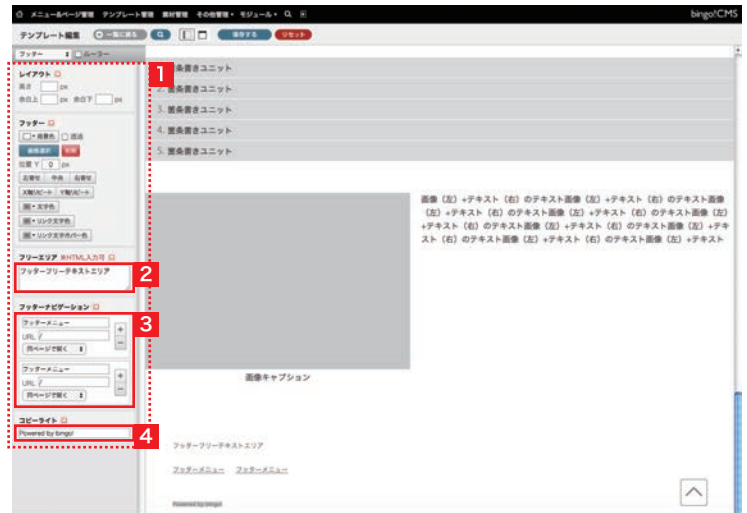 メニュー&ページ管理 テンプレート管理 素材管理 その他管理 モジュール bingo!CMS
テンプレート編集 一覧に戻る 保存する リセット
フッター ルーラー
レイアウト
高さ px
余白上 px 余白下 px
フッター
背景色 透過
画像選択 削除
位置 Y 0 px
左寄せ 中央 右寄せ
X軸リピート Y軸リピート
文字色
リンク文字色
リンク文字色ロールオーバー色
フリーエリア ※HTML入力可
フッターフリーテキストエリア
フッターナビゲーション
フッターメニュー
URL /
同ページで開く
フッターメニュー
URL /
同ページで開く
コピーライト
Powered by bingo!
1
2
3
4
箇条書きユニット
2. 箇条書きユニット
3. 箇条書きユニット
4. 箇条書きユニット
5. 箇条書きユニット
画像（左）+テキスト（右）のテキスト画像（左）+テキスト（右）のテキスト画像
（左）+テキスト（右）のテキスト画像（左）+テキスト（右）のテキスト画像（左）
+テキスト（右）のテキスト画像（左）+テキスト（右）のテキスト画像（左）+テキ
スト（右）のテキスト画像（左）+テキスト（右）のテキスト画像（左）+テキスト
画像キャプション
フッターフリーテキストエリア
フッターメニュー フッターメニュー
Powered by bingo!